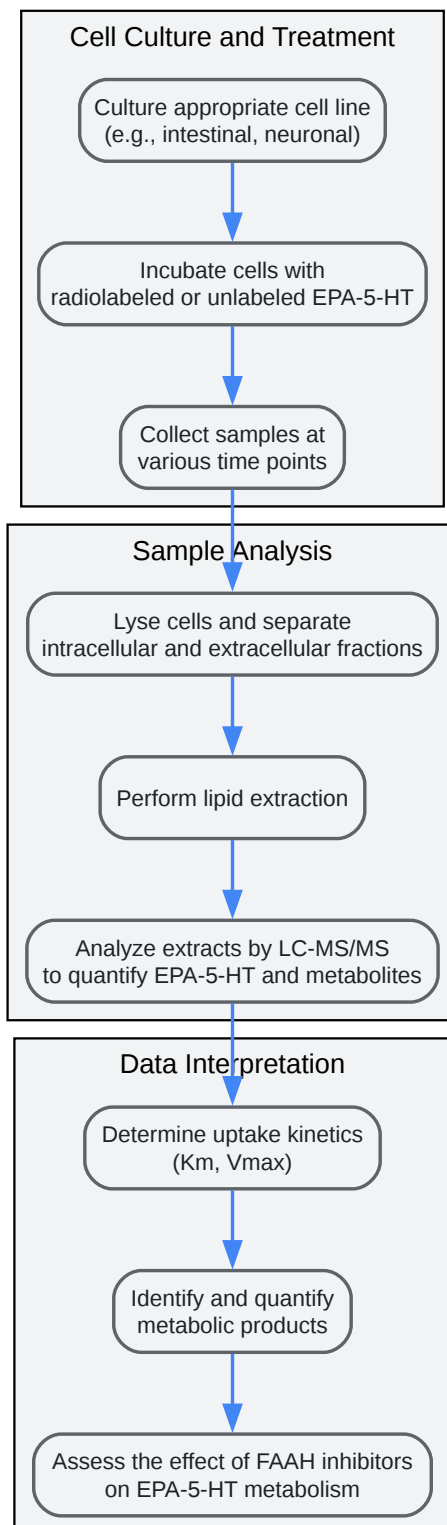 Cell Culture and Treatment
Culture appropriate cell line
(e.g., intestinal, neuronal)
Incubate cells with
radiolabeled or unlabeled EPA-5-HT
Collect samples at
various time points
Sample Analysis
Lyse cells and separate
intracellular and extracellular fractions
Perform lipid extraction
Analyze extracts by LC-MS/MS
to quantify EPA-5-HT and metabolites
Data Interpretation
Determine uptake kinetics
(Km, Vmax)
Identify and quantify
metabolic products
Assess the effect of FAAH inhibitors
on EPA-5-HT metabolism